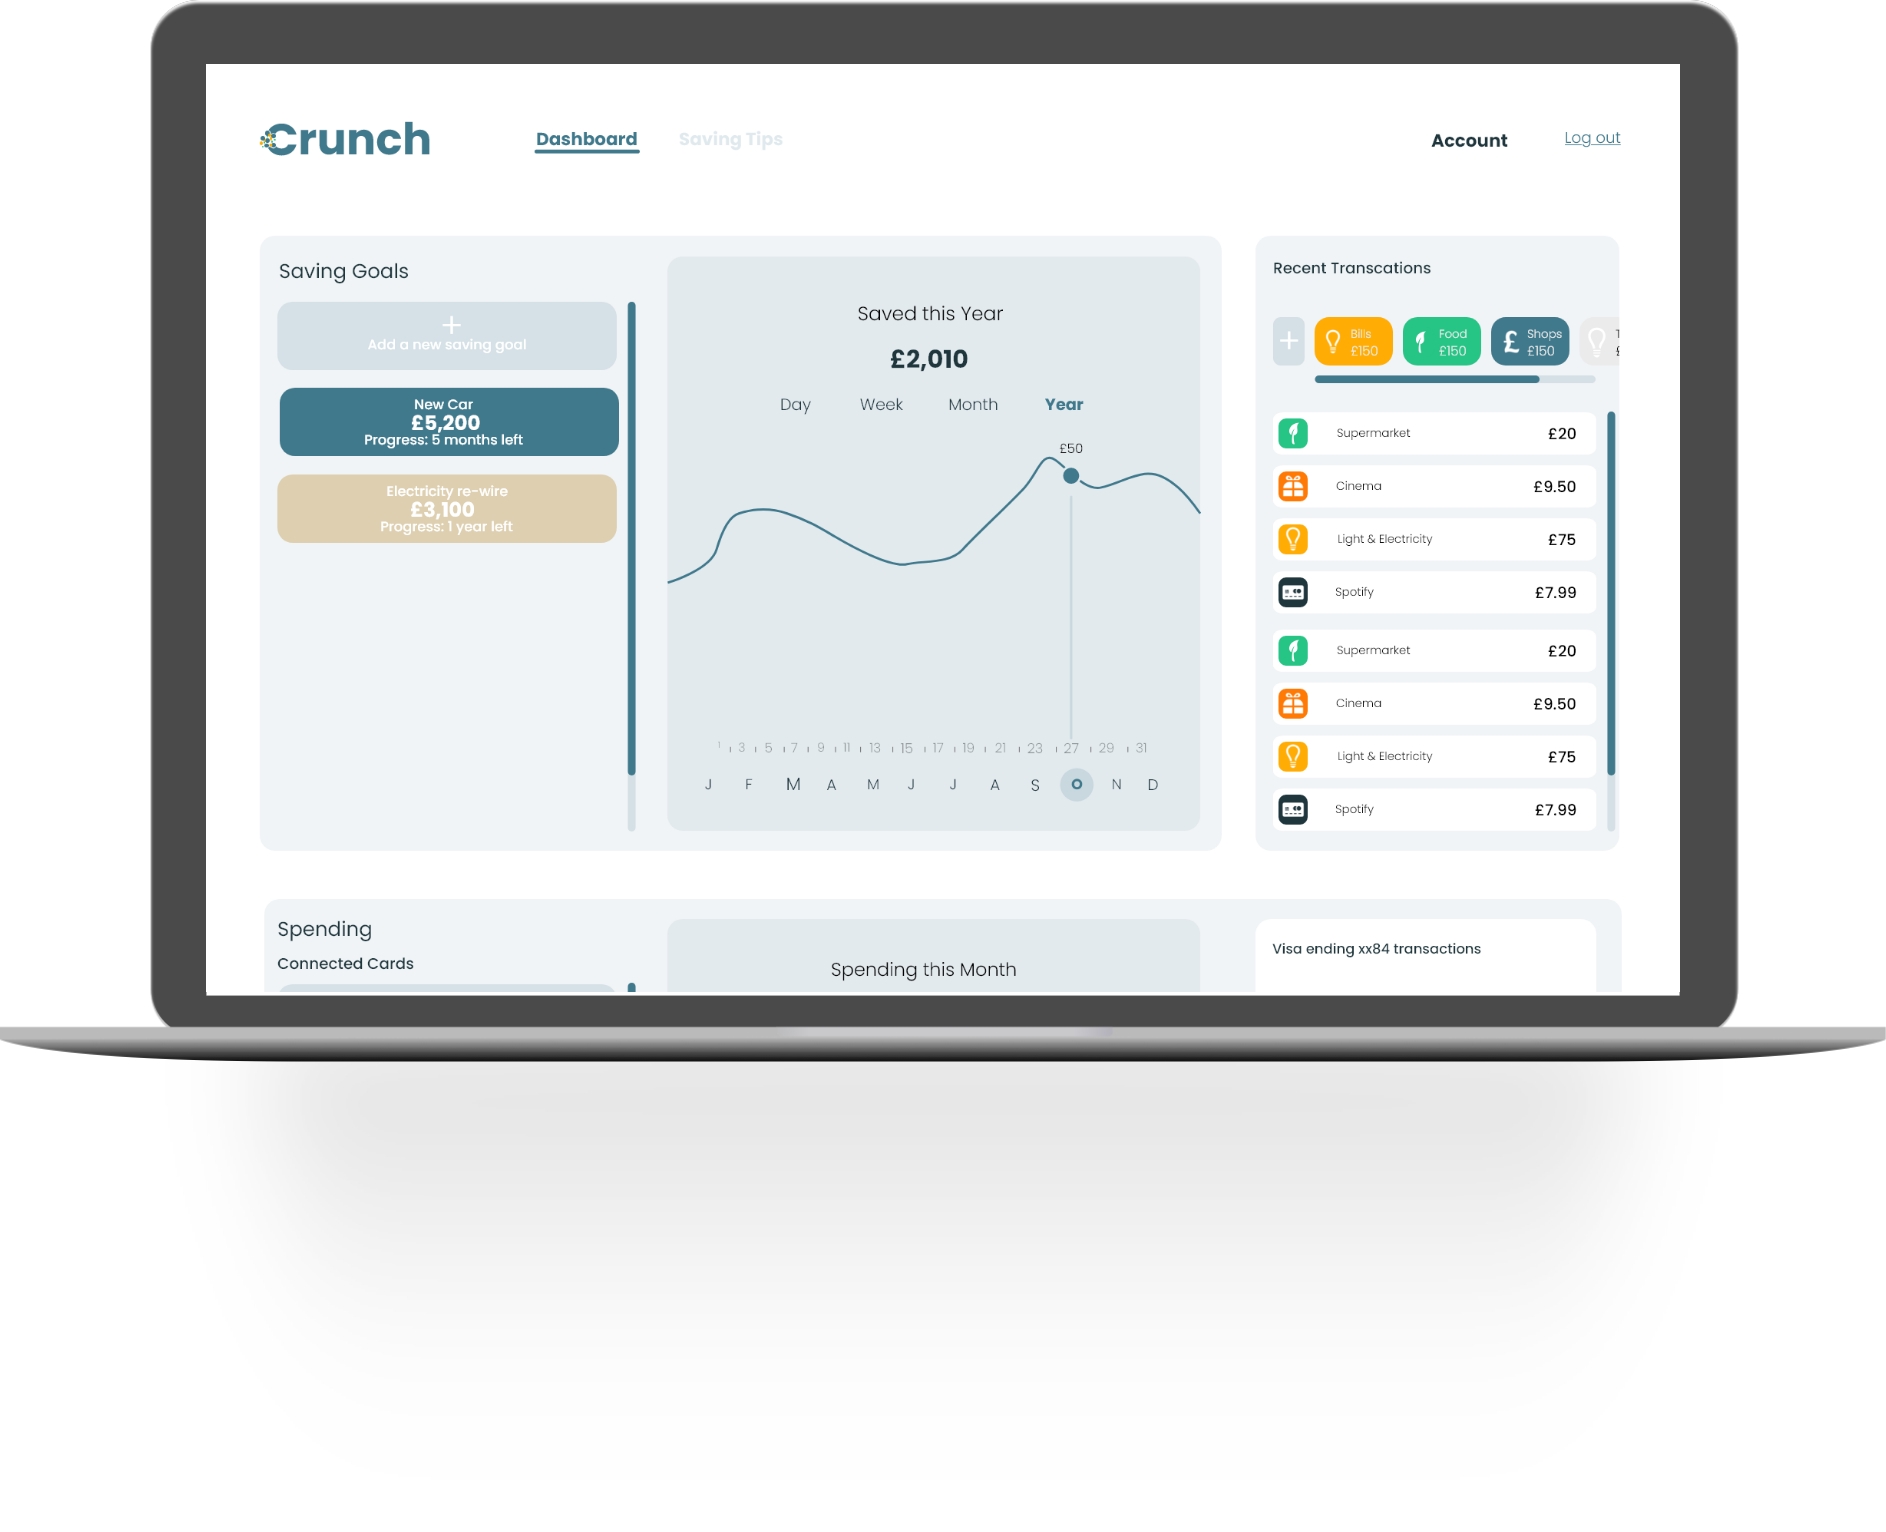 Crunch
Dashboard
Saving Tips
Account
Log out
Saving Goals
+
Add a new saving goal
New Car
£5,200
Progress: 5 months left
Electricity re-wire
£3,100
Progress: 1 year left
Saved this Year
£2,010
Day Week Month Year
£50
1 3 5 7 9 11 13 15 17 19 21 23 27 29 31
J F M A M J J A S O N D
Recent Transcations
+
Bills
£150
Food
£150
£ Shops
£150
Supermarket £20
Cinema £9.50
Light & Electricity £75
Spotify £7.99
Supermarket £20
Cinema £9.50
Light & Electricity £75
Spotify £7.99
Spending
Connected Cards
Spending this Month
Visa ending xx84 transactions